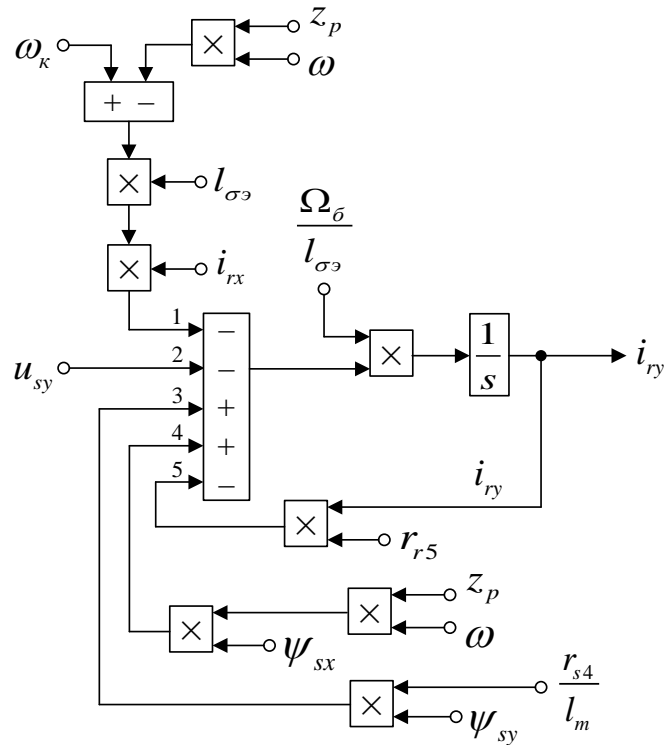 z_p
ω_κ
×
ω
+ −
×
l_σэ
Ω_б
l_σэ
×
i_rx
1 −
2 −
u_sy
3 +
4 +
5 −
×
1
s
i_ry
i_ry
×
r_r5
z_p
×
×
ω
ψ_sx
r_s4
l_m
×
ψ_sy